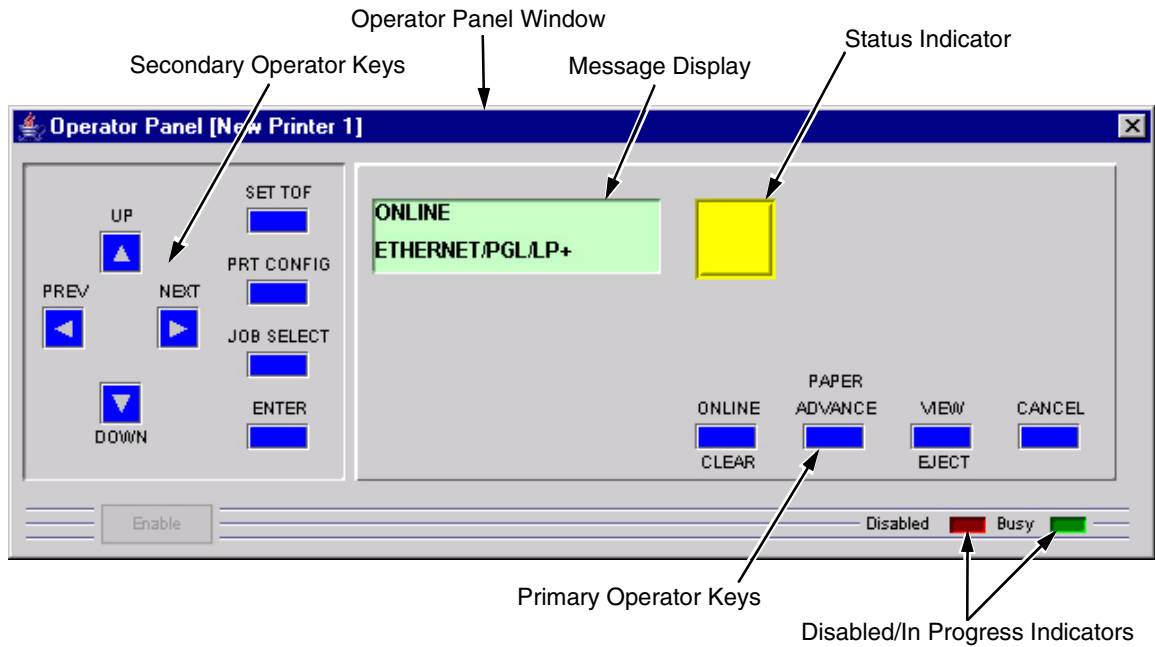 Operator Panel Window
Status Indicator
Secondary Operator Keys
Message Display
Operator Panel [New Printer 1]
SET TOF
UP
ONLINE
ETHERNET/PGL/LP+
PRT CONFIG
PREV
NEXT
JOB SELECT
PAPER
ENTER
ONLINE
ADVANCE
VIEW
CANCEL
DOWN
CLEAR
EJECT
Enable
Disabled
Busy
Primary Operator Keys
Disabled/In Progress Indicators